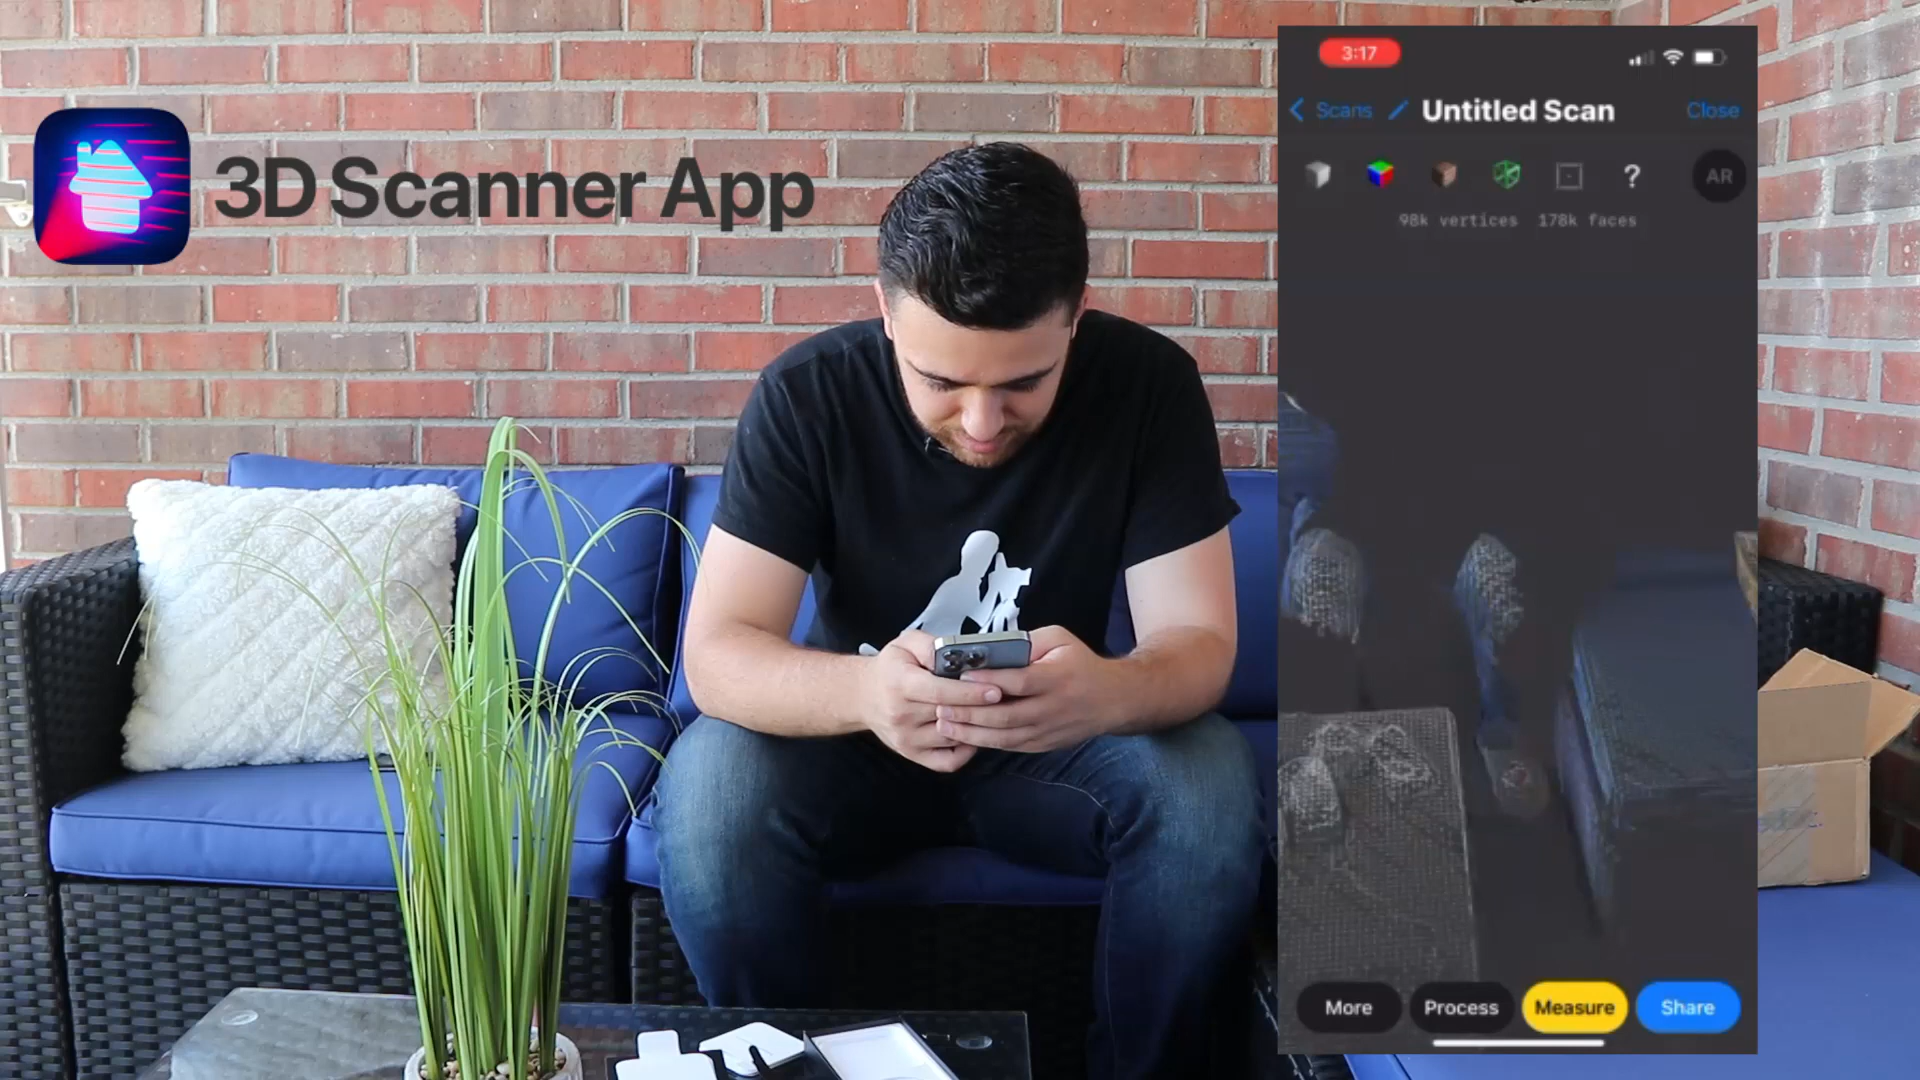 3D Scanner App
3:17
Scans
Untitled Scan
Close
?
AR
98k vertices 178k faces
More
Process
Measure
Share